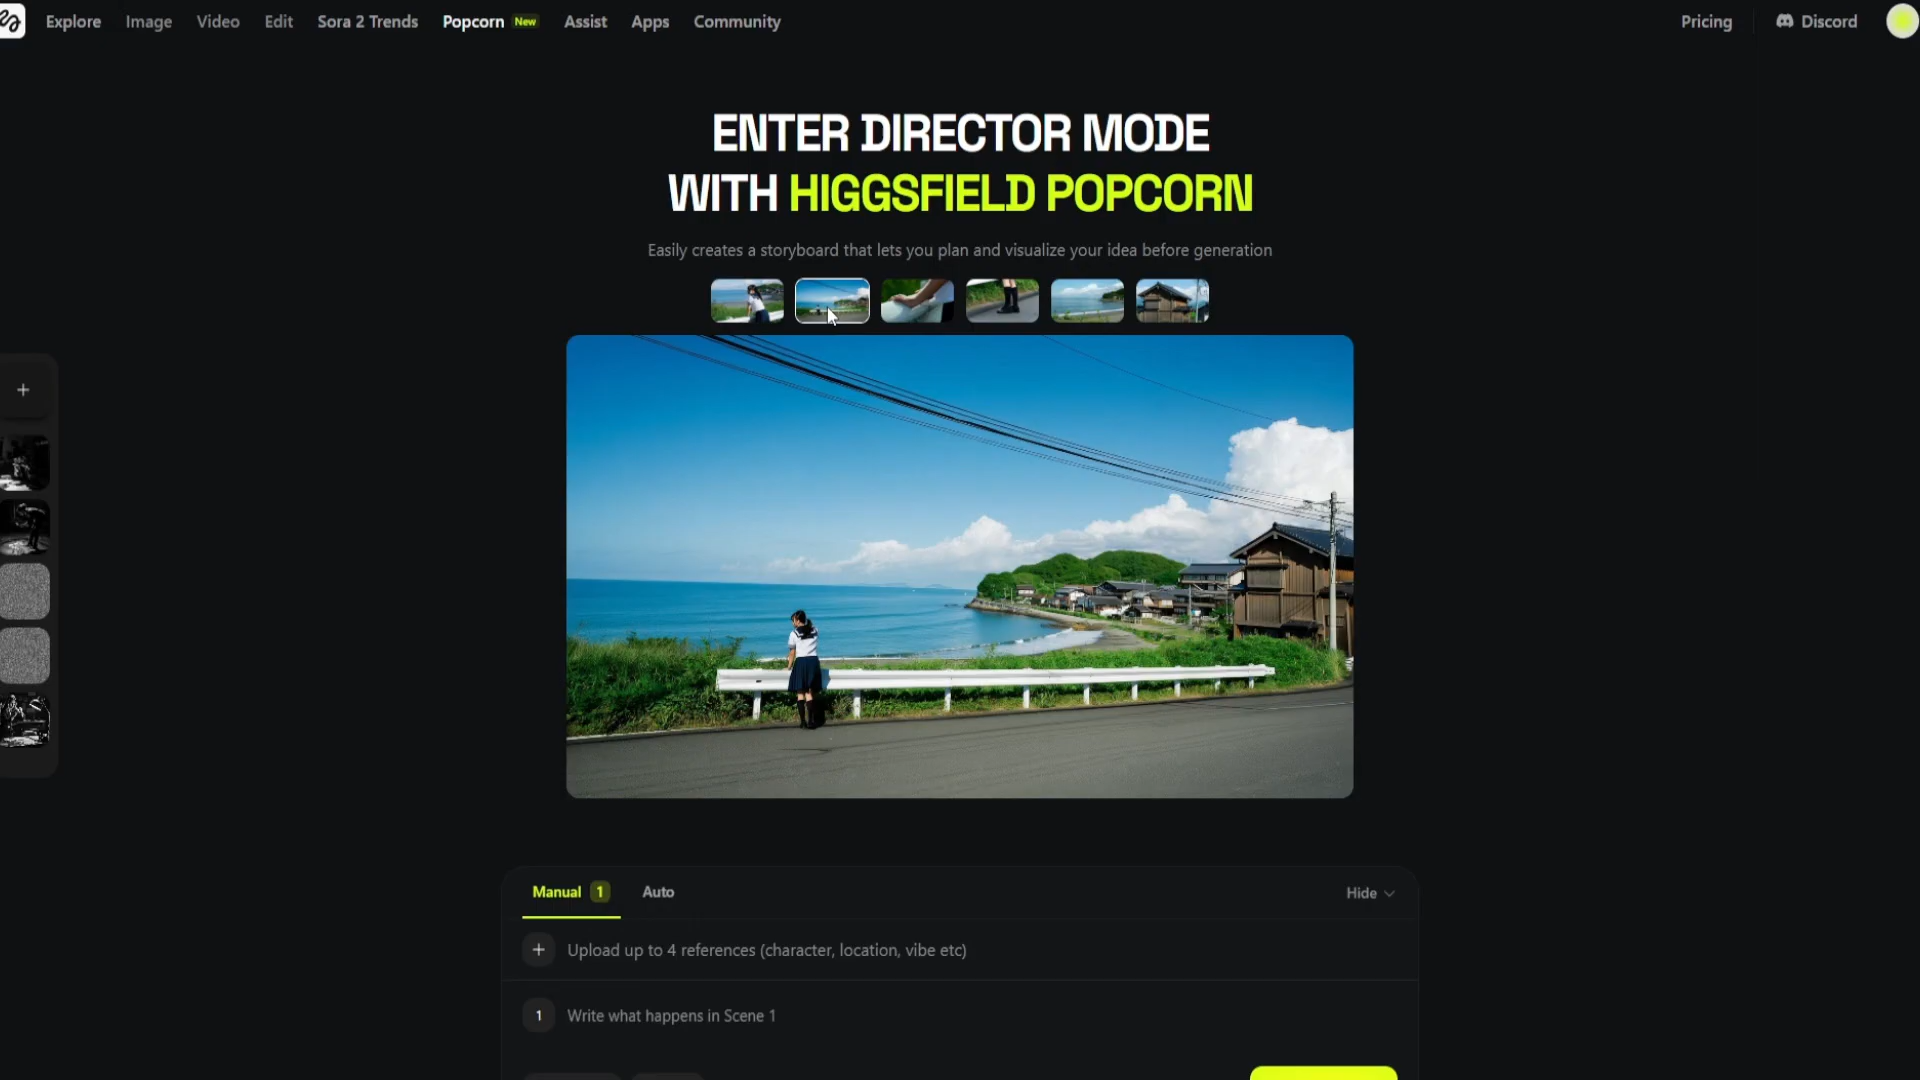 Explore Image Video Edit Sora 2 Trends Popcorn New Assist Apps Community Pricing Discord
ENTER DIRECTOR MODE
WITH HIGGSFIELD POPCORN
Easily creates a storyboard that lets you plan and visualize your idea before generation
Manual 1 Auto Hide
Upload up to 4 references (character, location, vibe etc)
1 Write what happens in Scene 1